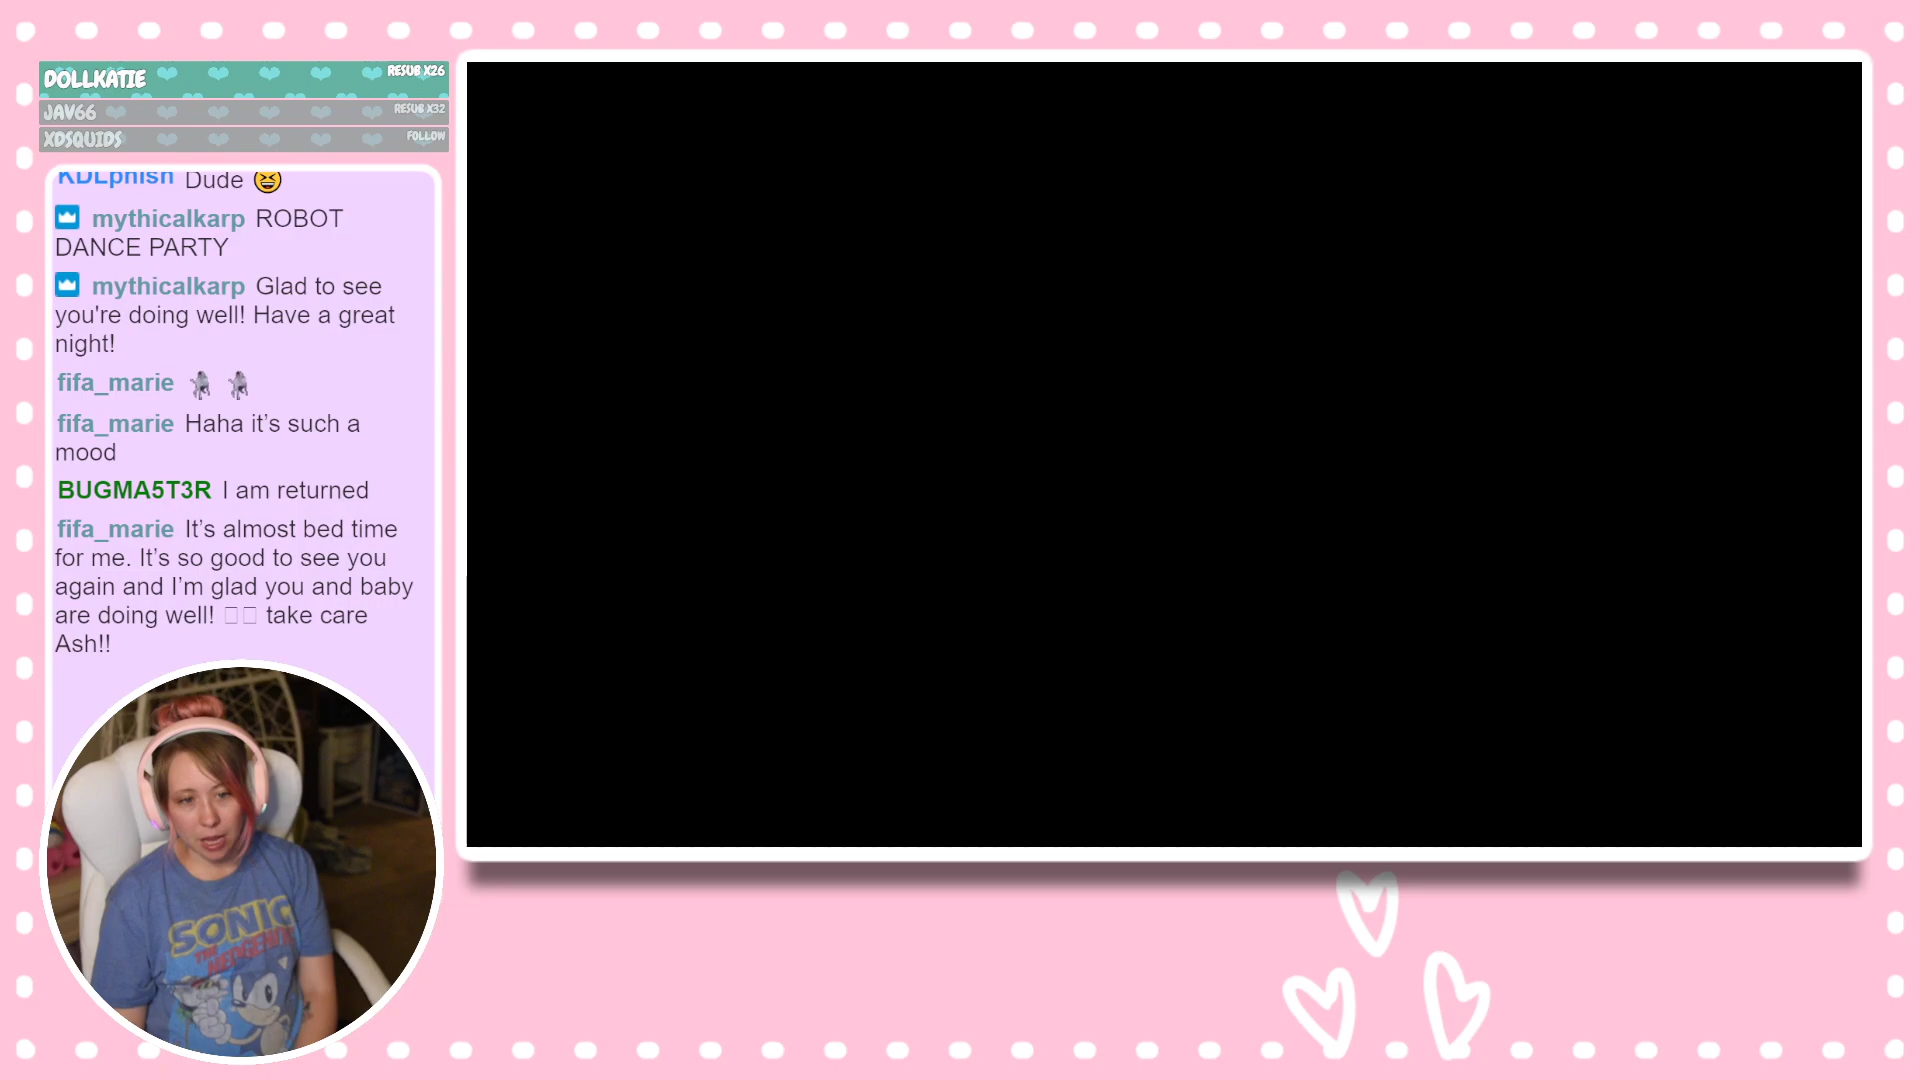 DOLLKATIE RESUB X26
JAV66 RESUB X32
XDSQUIDS FOLLOW
KDLphish Dude
mythicalkarp ROBOT
DANCE PARTY
mythicalkarp Glad to see
you're doing well! Have a great
night!
fifa_marie
fifa_marie Haha it’s such a
mood
BUGMA5T3R I am returned
fifa_marie It’s almost bed time
for me. It’s so good to see you
again and I’m glad you and baby
are doing well! take care
Ash!!
SONIC
THE
HEDGEHOG